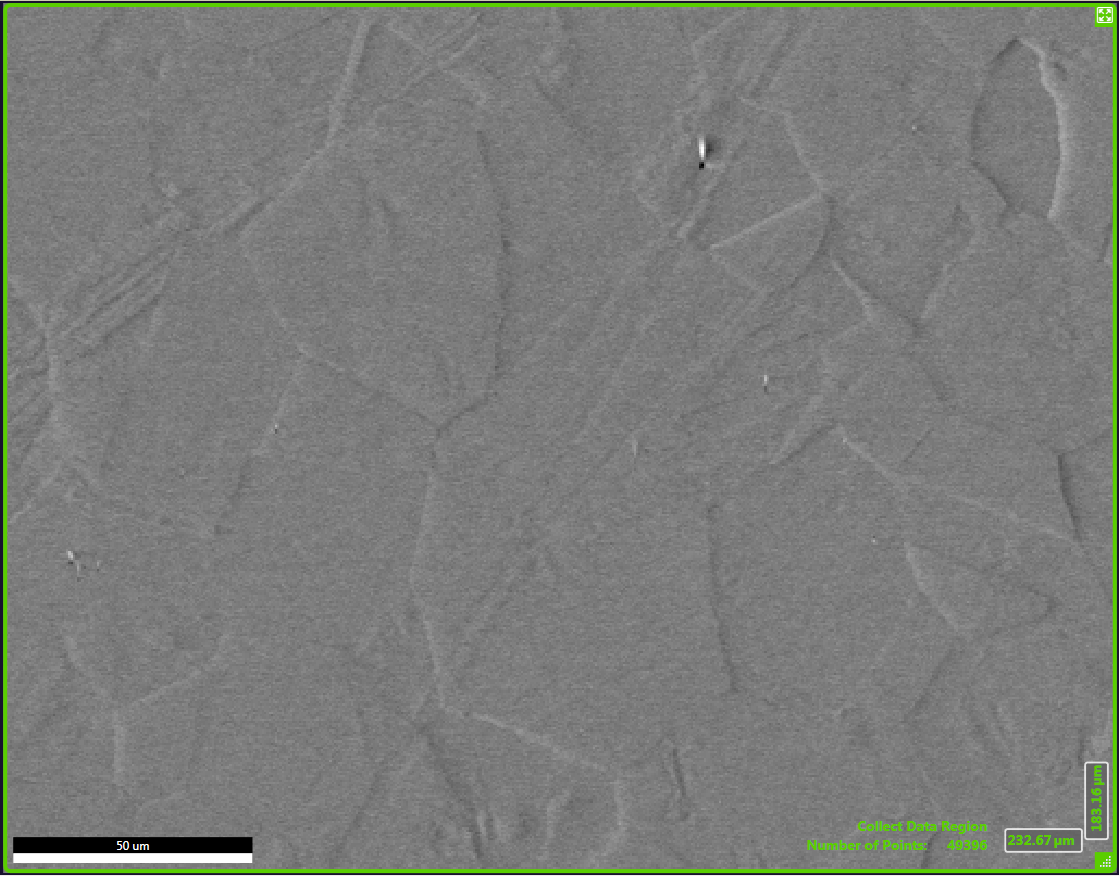 50 um
Collect Data Region
Number of Points: 49396
232.67 µm
183.16 µm